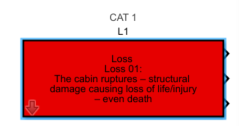 CAT 1
L1
Loss
Loss 01:
The cabin ruptures – structural
damage causing loss of life/injury
– even death